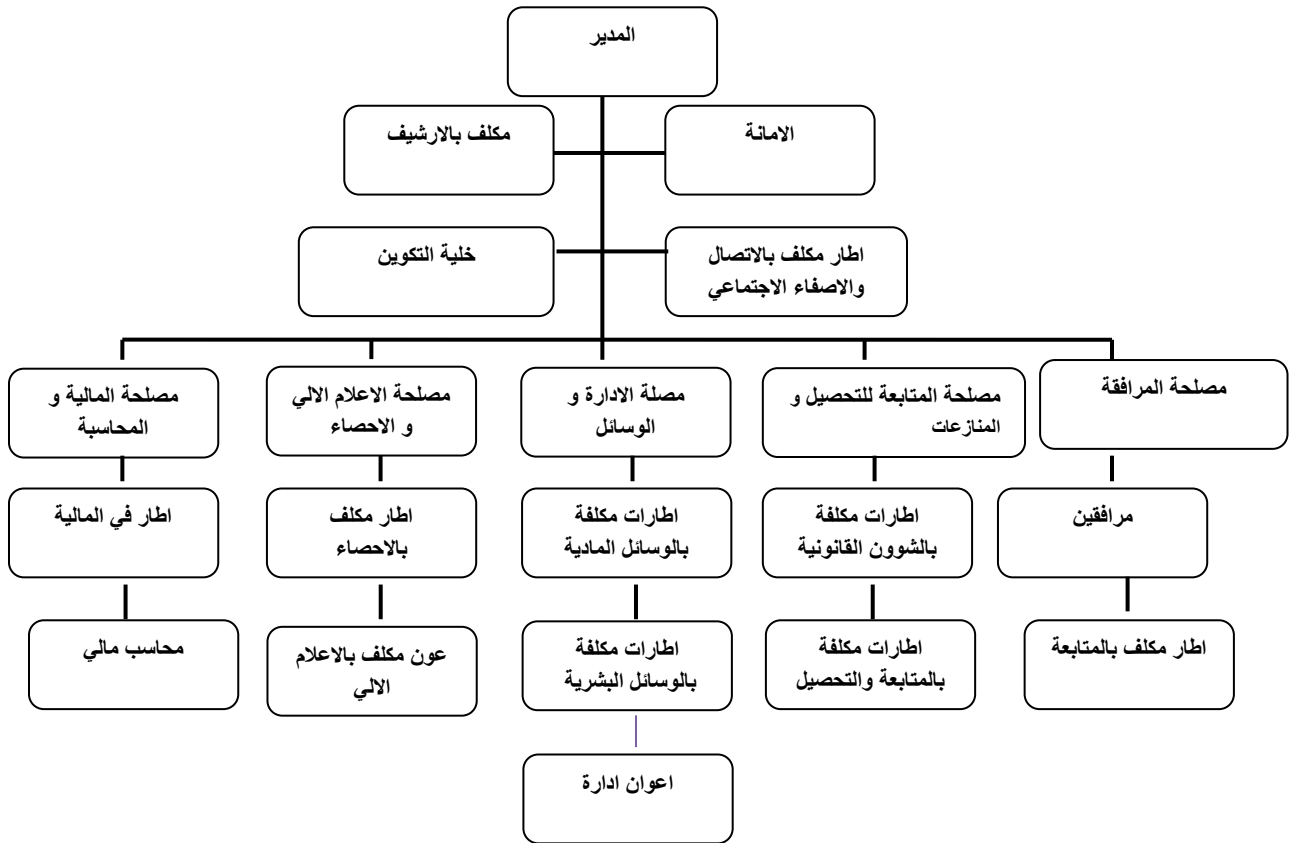 المدير
الامانة
مكلف بالارشيف
اطار مكلف بالاتصال
والاصفاء الاجتماعي
خلية التكوين
مصلحة المرافقة
مصلحة المتابعة للتحصيل و
المنازعات
مصلة الادارة و
الوسائل
مصلحة الاعلام الالي
و الاحصاء
مصلحة المالية و
المحاسبة
مرافقين
اطارات مكلفة
بالشوون القانونية
اطارات مكلفة
بالوسائل المادية
اطار مكلف
بالاحصاء
اطار في المالية
اطار مكلف بالمتابعة
اطارات مكلفة
بالمتابعة والتحصيل
اطارات مكلفة
بالوسائل البشرية
عون مكلف بالاعلام
الالي
محاسب مالي
اعوان ادارة